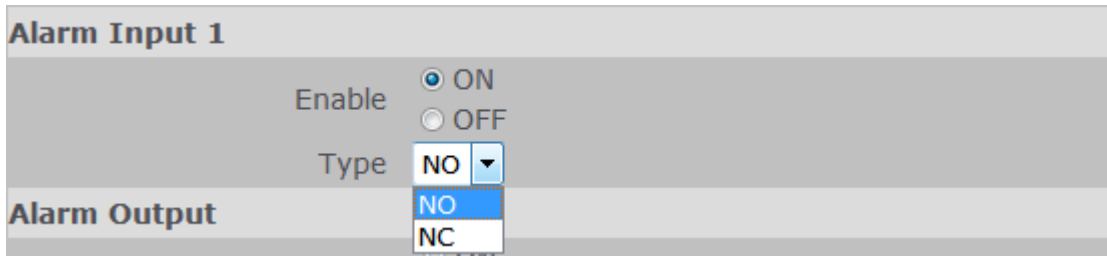 Alarm Input 1
Enable
ON
OFF
Type
NO
NO
NC
Alarm Output